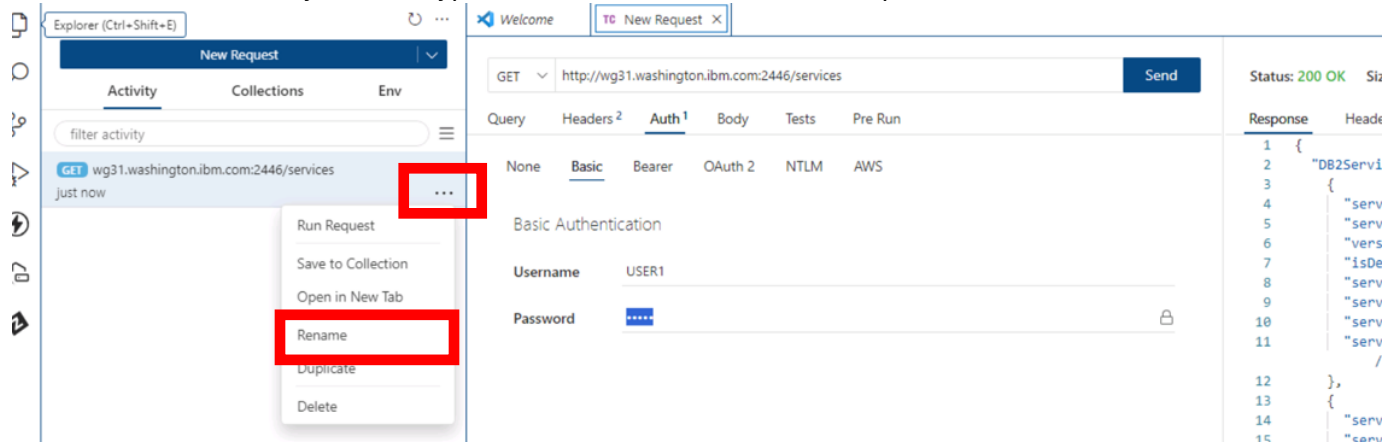 Explorer (Ctrl+Shift+E)
New Request
Activity Collections Env
filter activity
GET wg31.washington.ibm.com:2446/services
just now
Run Request
Save to Collection
Open in New Tab
Rename
Duplicate
Delete
Welcome TC New Request
GET http://wg31.washington.ibm.com:2446/services Send
Query Headers 2 Auth 1 Body Tests Pre Run
None Basic Bearer OAuth 2 NTLM AWS
Basic Authentication
Username USER1
Password
Status: 200 OK Siz
Response Heade
1 {
2 "DB2Servi
3 {
4 "serv
5 "serv
6 "vers
7 "isDe
8 "serv
9 "serv
10 "serv
11 "serv
/
12 },
13 {
14 "serv
15 "serv